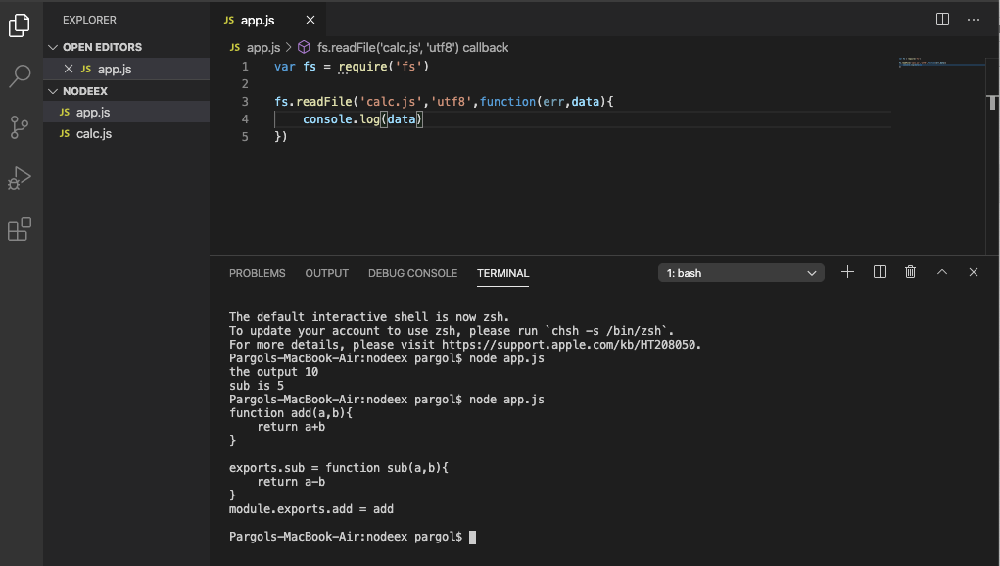 EXPLORER
OPEN EDITORS
JS app.js
NODEEX
JS app.js
JS calc.js
JS app.js
JS app.js > fs.readFile('calc.js', 'utf8') callback
1 var fs = require('fs')
2
3 fs.readFile('calc.js','utf8',function(err,data){
4 console.log(data)
5 })
PROBLEMS OUTPUT DEBUG CONSOLE TERMINAL 1: bash
The default interactive shell is now zsh.
To update your account to use zsh, please run `chsh -s /bin/zsh`.
For more details, please visit https://support.apple.com/kb/HT208050.
Pargols-MacBook-Air:nodeex pargol$ node app.js
the output 10
sub is 5
Pargols-MacBook-Air:nodeex pargol$ node app.js
function add(a,b){
return a+b
}
exports.sub = function sub(a,b){
return a-b
}
module.exports.add = add
Pargols-MacBook-Air:nodeex pargol$